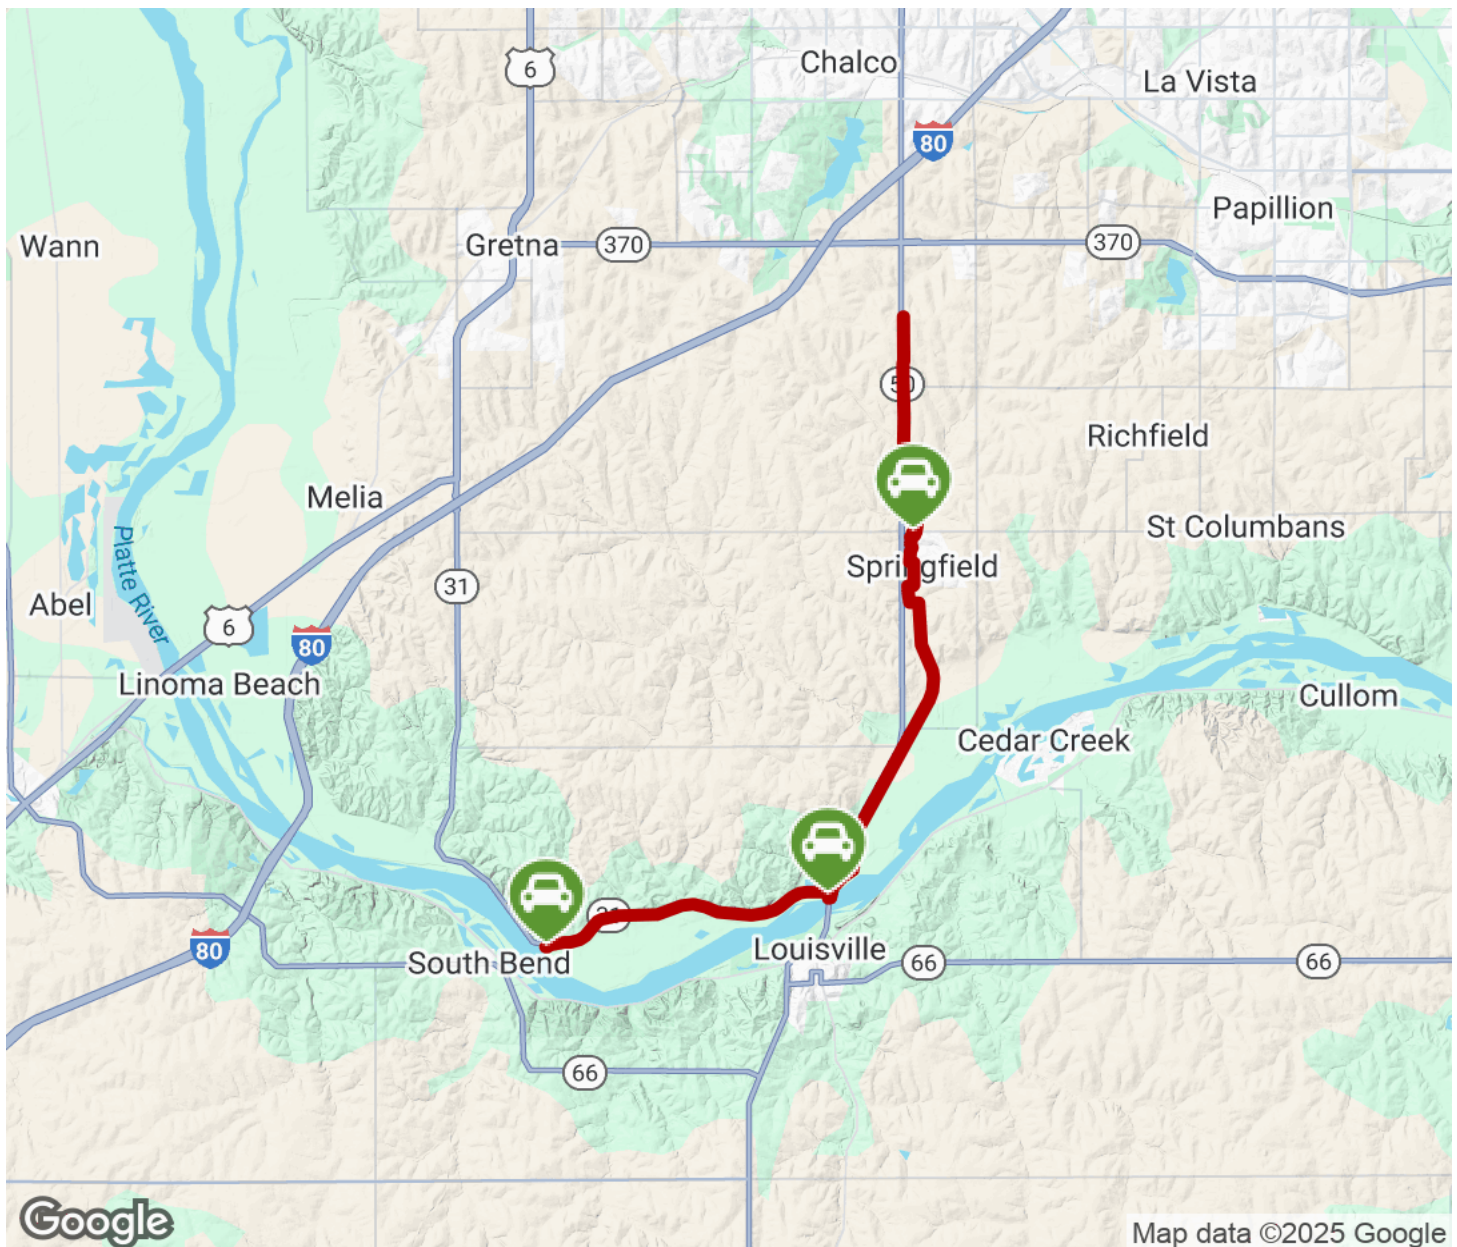 Chalco
La Vista
6
80
Papillion
Wann
Gretna
370
370
50
Richfield
Melia
St Columbans
Platte River
Springfield
31
Abel
6
80
Linoma Beach
Cullom
Cedar Creek
31
South Bend
Louisville
80
66
66
66
Google
Map data ©2025 Google